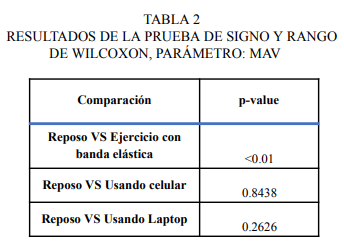 TABLA 2
RESULTADOS DE LA PRUEBA DE SIGNO Y RANGO
DE WILCOXON, PARÁMETRO: MAV
Comparación p-value
Reposo VS Ejercicio con
banda elástica <0.01
Reposo VS Usando celular 0.8438
Reposo VS Usando Laptop 0.2626